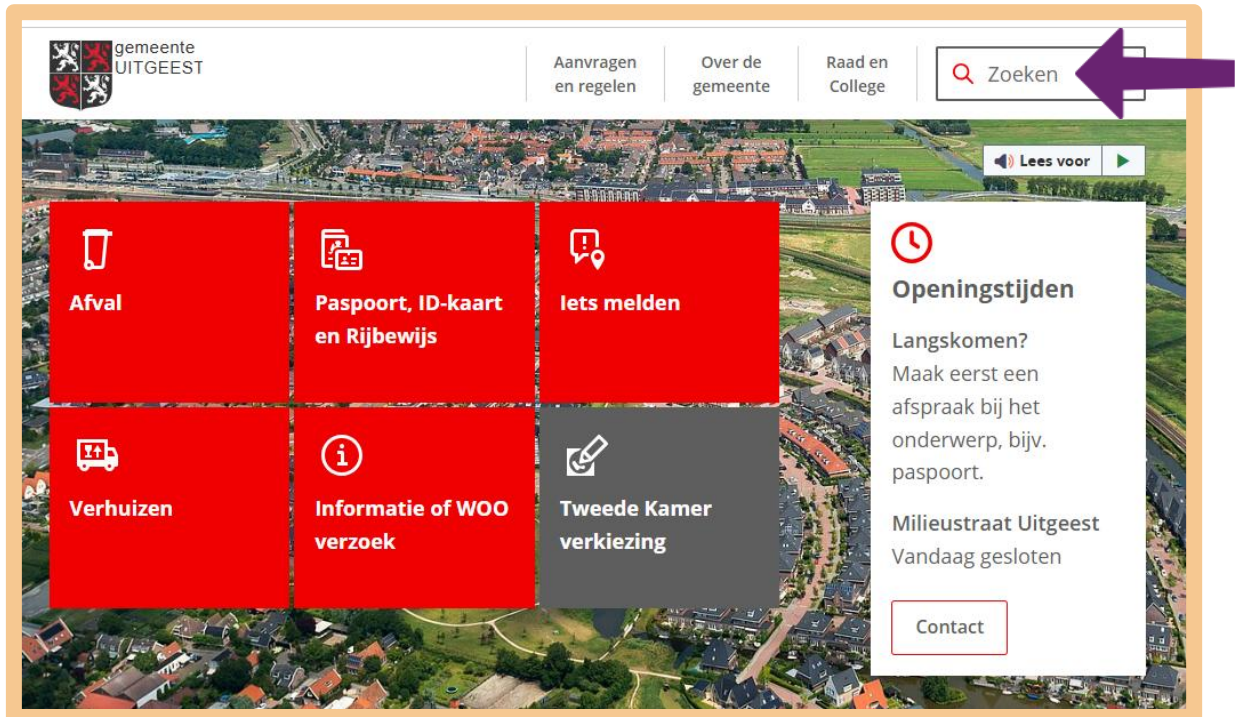 gemeente
UITGEEST
Aanvragen
en regelen
Over de
gemeente
Raad en
College
Zoeken
Lees voor
Afval
Paspoort, ID-kaart
en Rijbewijs
Iets melden
Verhuizen
Informatie of WOO
verzoek
Tweede Kamer
verkiezing
Openingstijden
Langskomen?
Maak eerst een
afspraak bij het
onderwerp, bijv.
paspoort.
Milieustraat Uitgeest
Vandaag gesloten
Contact